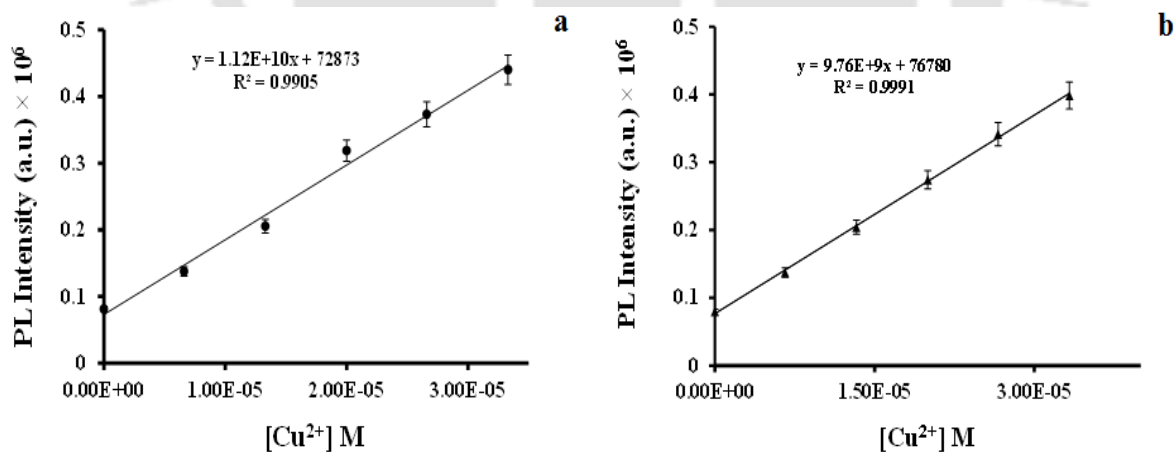 a
PL Intensity (a.u.) × 10⁶
0.5
0.4
0.3
0.2
0.1
0
y = 1.12E+10x + 72873
R² = 0.9905
0.00E+00 1.00E-05 2.00E-05 3.00E-05
[Cu²⁺] M
b
PL Intensity (a.u.) × 10⁶
0.5
0.4
0.3
0.2
0.1
0
y = 9.76E+9x + 76780
R² = 0.9991
0.00E+00 1.50E-05 3.00E-05
[Cu²⁺] M